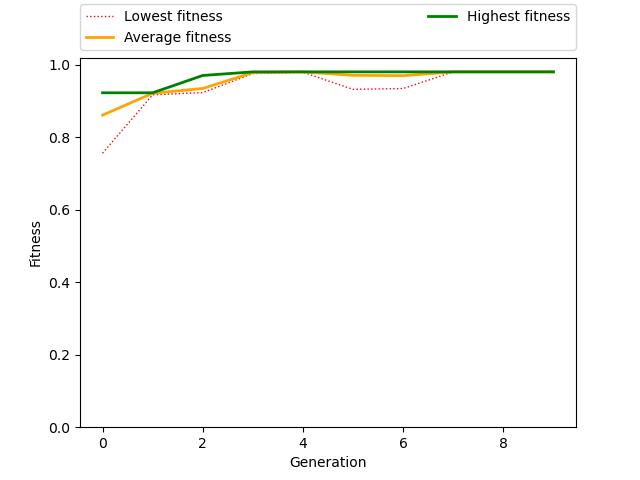 Lowest fitness
Average fitness
Highest fitness
1.0
0.8
0.6
0.4
0.2
0.0
Fitness
0 2 4 6 8
Generation